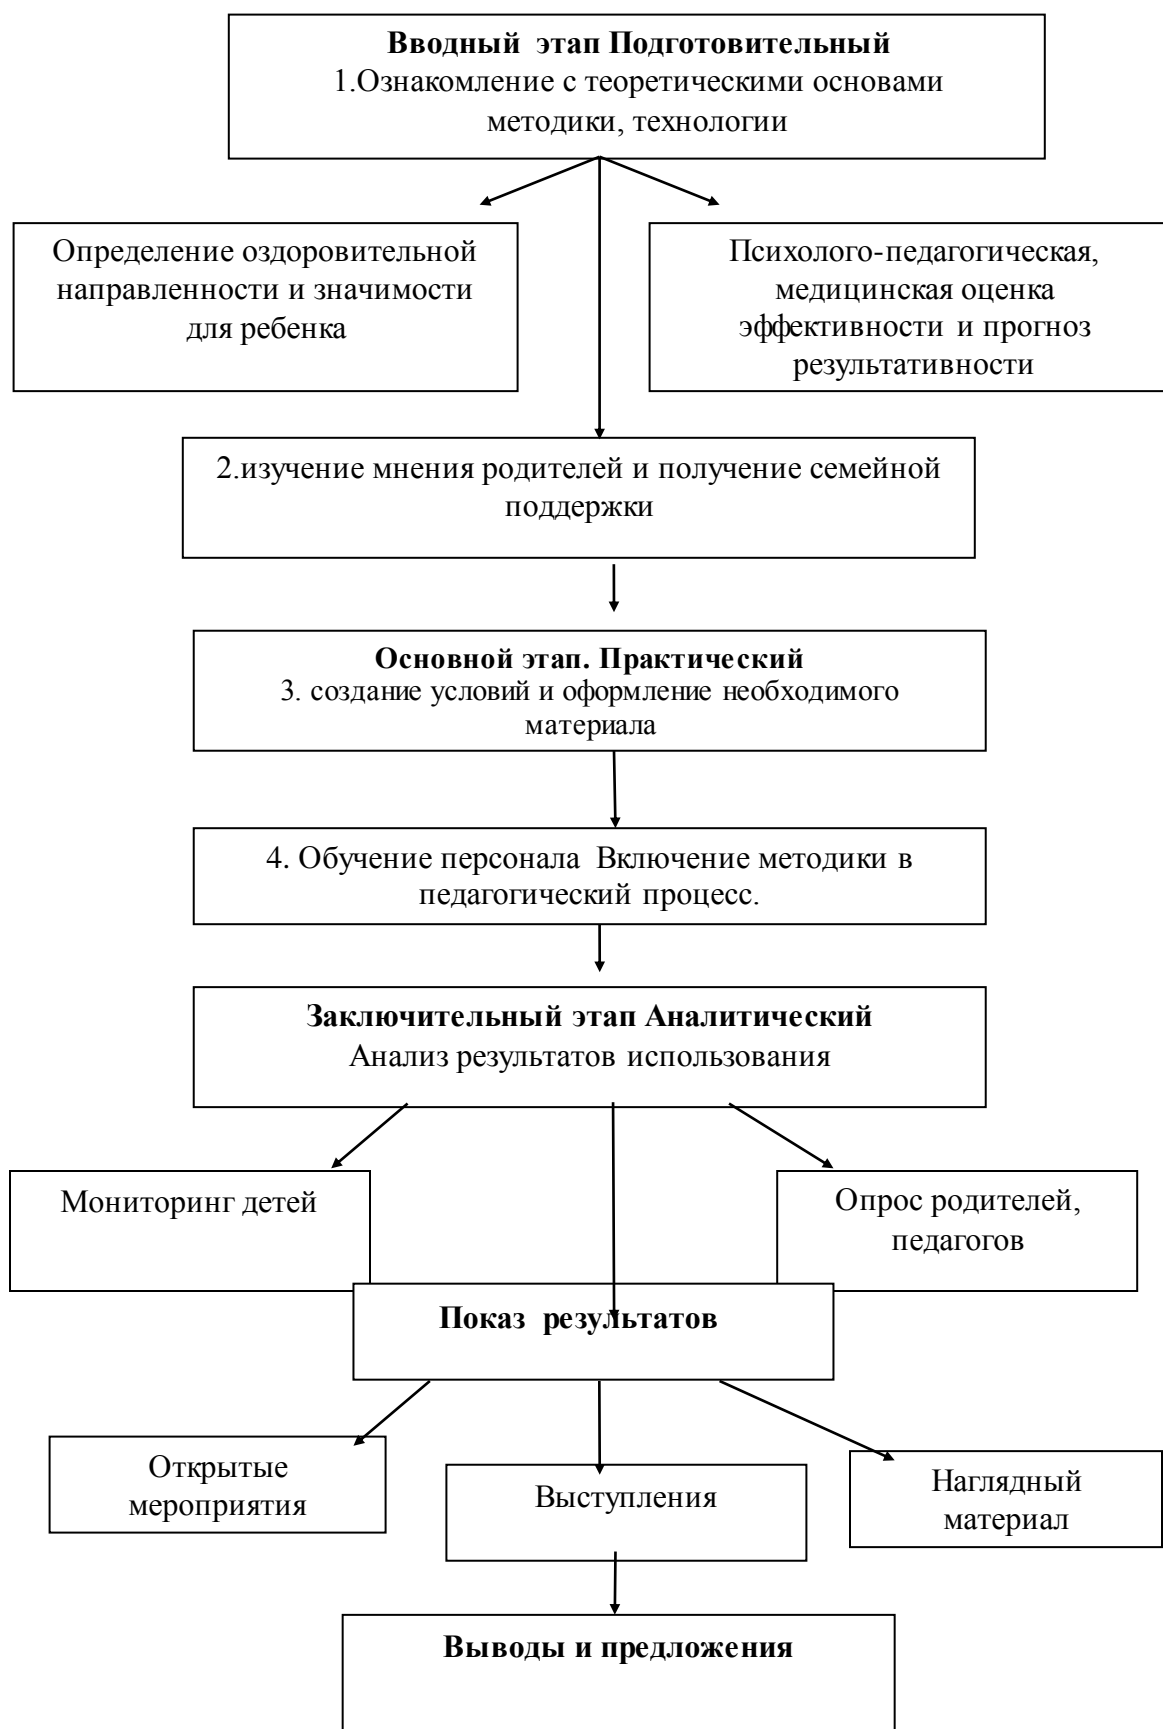 Вводный  этап Подготовительный
1.Ознакомление с теоретическими основами
методики, технологии
Определение оздоровительной
направленности и значимости
для ребенка
Психолого-педагогическая,
медицинская оценка
эффективности и прогноз
результативности
2.изучение мнения родителей и получение семейной
поддержки
Основной этап. Практический
3. создание условий и оформление необходимого
материала
4. Обучение персонала  Включение методики в
педагогический процесс.
Заключительный этап Аналитический
Анализ результатов использования
Мониторинг детей
Опрос родителей,
педагогов
Показ  результатов
Открытые
мероприятия
Выступления
Наглядный
материал
Выводы и предложения